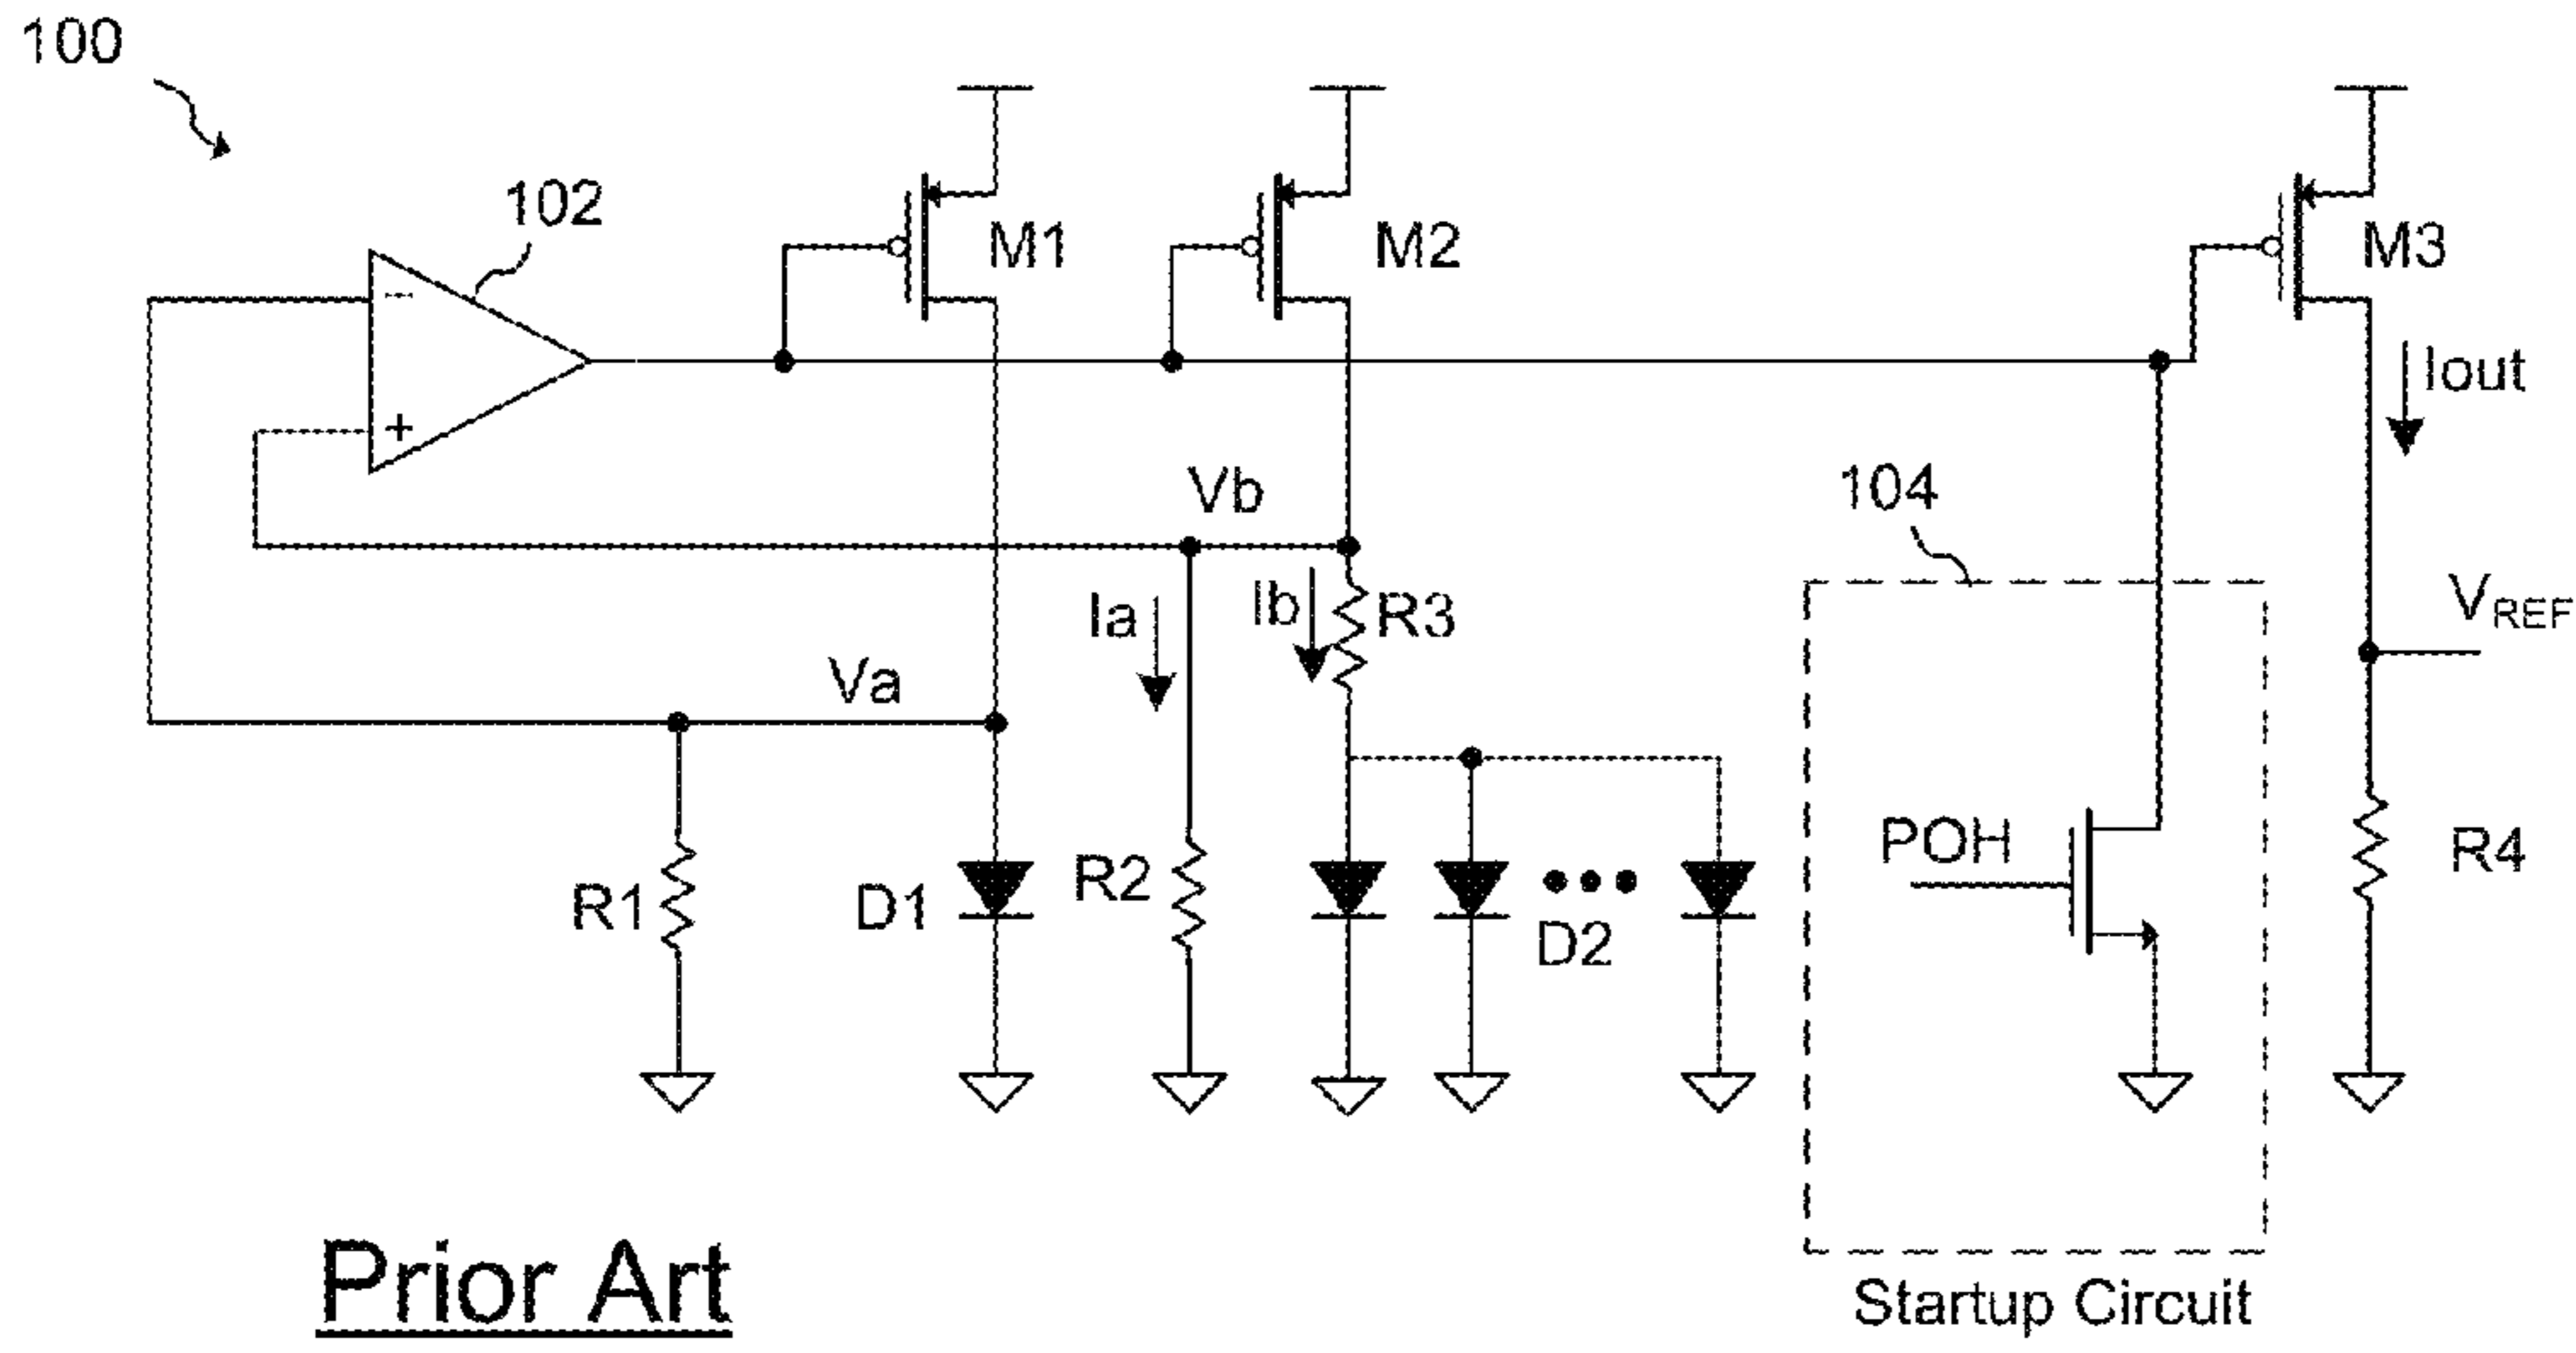 100
102
M1
M2
M3
−
+
Iout
Vb
104
Ia
Ib
R3
VREF
Va
POH
R1
D1
R2
D2
R4
Prior Art
Startup Circuit